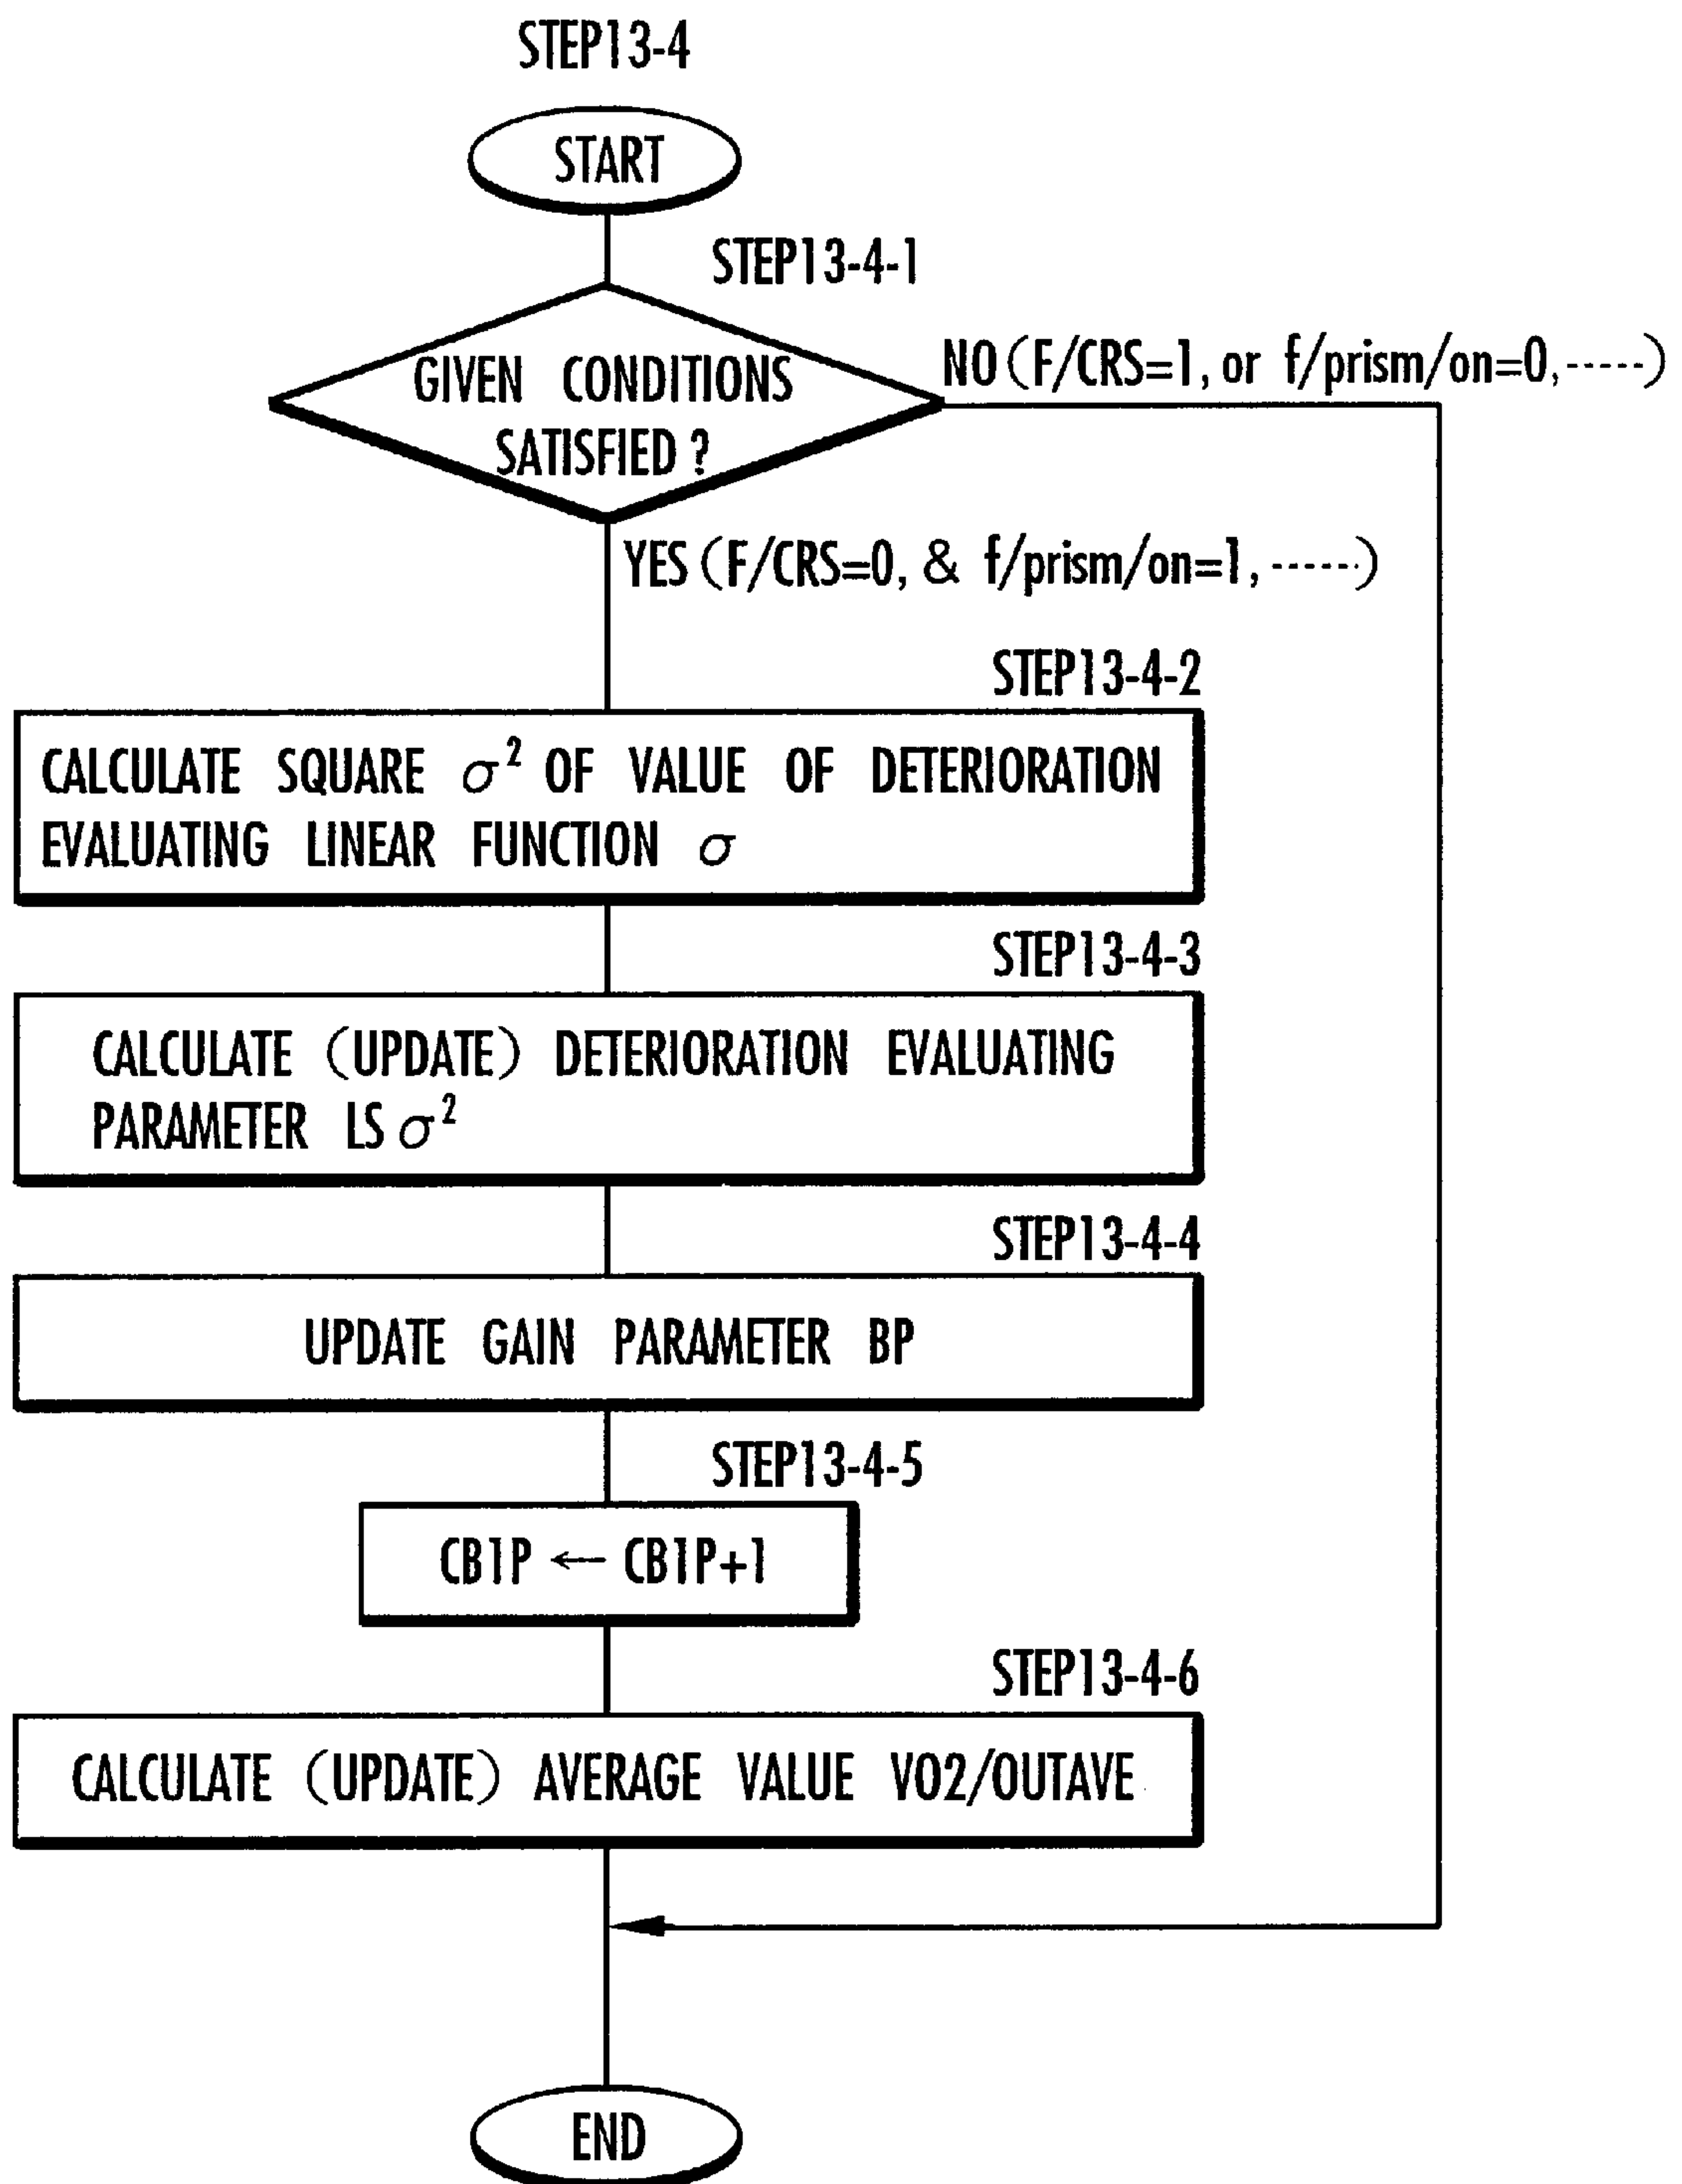 STEP13-4
START
STEP13-4-1
GIVEN CONDITIONS
SATISFIED?
NO(F/CRS=1, or f/prism/on=0,-----)
YES(F/CRS=0, & f/prism/on=1,------)
STEP13-4-2
CALCULATE SQUARE σ² OF VALUE OF DETERIORATION
EVALUATING LINEAR FUNCTION σ
STEP13-4-3
CALCULATE (UPDATE) DETERIORATION EVALUATING
PARAMETER LSσ²
STEP13-4-4
UPDATE GAIN PARAMETER BP
STEP13-4-5
CB1P ← CB1P+1
STEP13-4-6
CALCULATE (UPDATE) AVERAGE VALUE VO2/OUTAVE
END